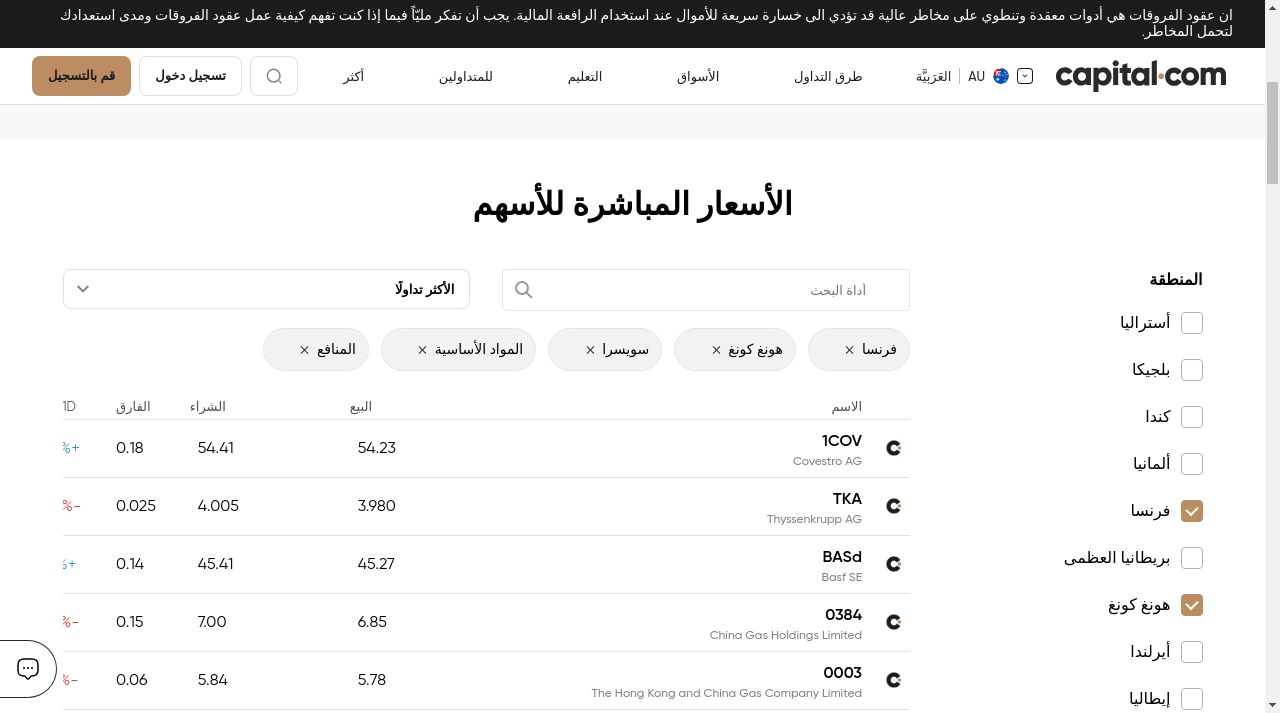 ان عقود الفروقات هي أدوات معقدة وتنطوي على مخاطر عالية قد تؤدي الى خسارة سريعة للأموال عند استخدام الرافعة المالية. يجب أن تفكر مليًّا فيما إذا كنت تفهم كيفية عمل عقود الفروقات ومدى استعدادك
لتحمل المخاطر.
capital.com
AU العَرَبيَّة
طرق التداول
الأسواق
التعليم
للمتداولين
أكثر
تسجيل دخول
قم بالتسجيل
الأسعار المباشرة للأسهم
المنطقة
أستراليا
بلجيكا
كندا
ألمانيا
فرنسا
بريطانيا العظمى
هونغ كونغ
أيرلندا
إيطاليا
أداة البحث
الأكثر تداولًا
فرنسا
هونغ كونغ
سويسرا
المواد الأساسية
المنافع
الاسم البيع الشراء الفارق 1D
1COV 54.23 54.41 0.18 +%
Covestro AG
TKA 3.980 4.005 0.025 -%
Thyssenkrupp AG
BASd 45.27 45.41 0.14 +%
Basf SE
0384 6.85 7.00 0.15 -%
China Gas Holdings Limited
0003 5.78 5.84 0.06 -%
The Hong Kong and China Gas Company Limited